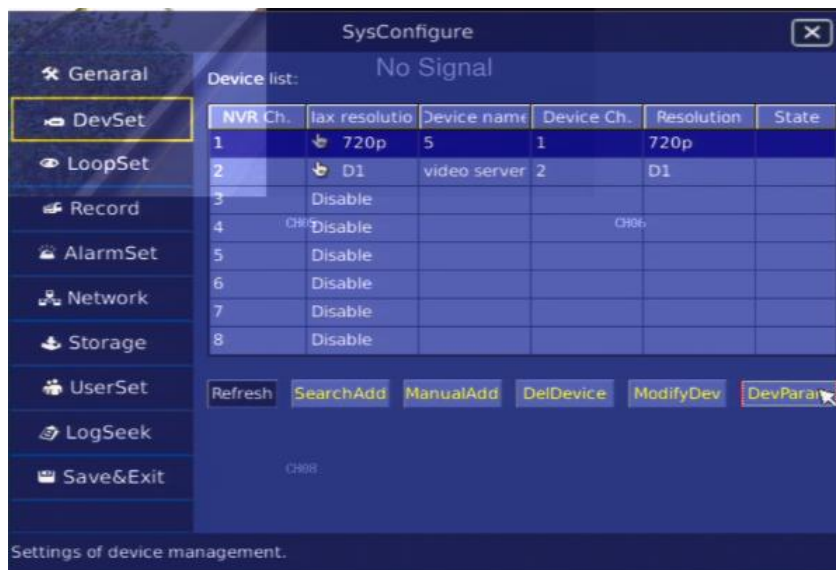 SysConfigure
No Signal
Genaral
DevSet
LoopSet
Record
AlarmSet
Network
Storage
UserSet
LogSeek
Save&Exit
Device list:
NVR Ch. lax resolutio Device name Device Ch. Resolution State
1 720p 5 1 720p
2 D1 video server 2 D1
3 Disable
4 Disable
CH05 CH06
5 Disable
6 Disable
7 Disable
8 Disable
Refresh SearchAdd ManualAdd DelDevice ModifyDev DevParam
CH08
Settings of device management.